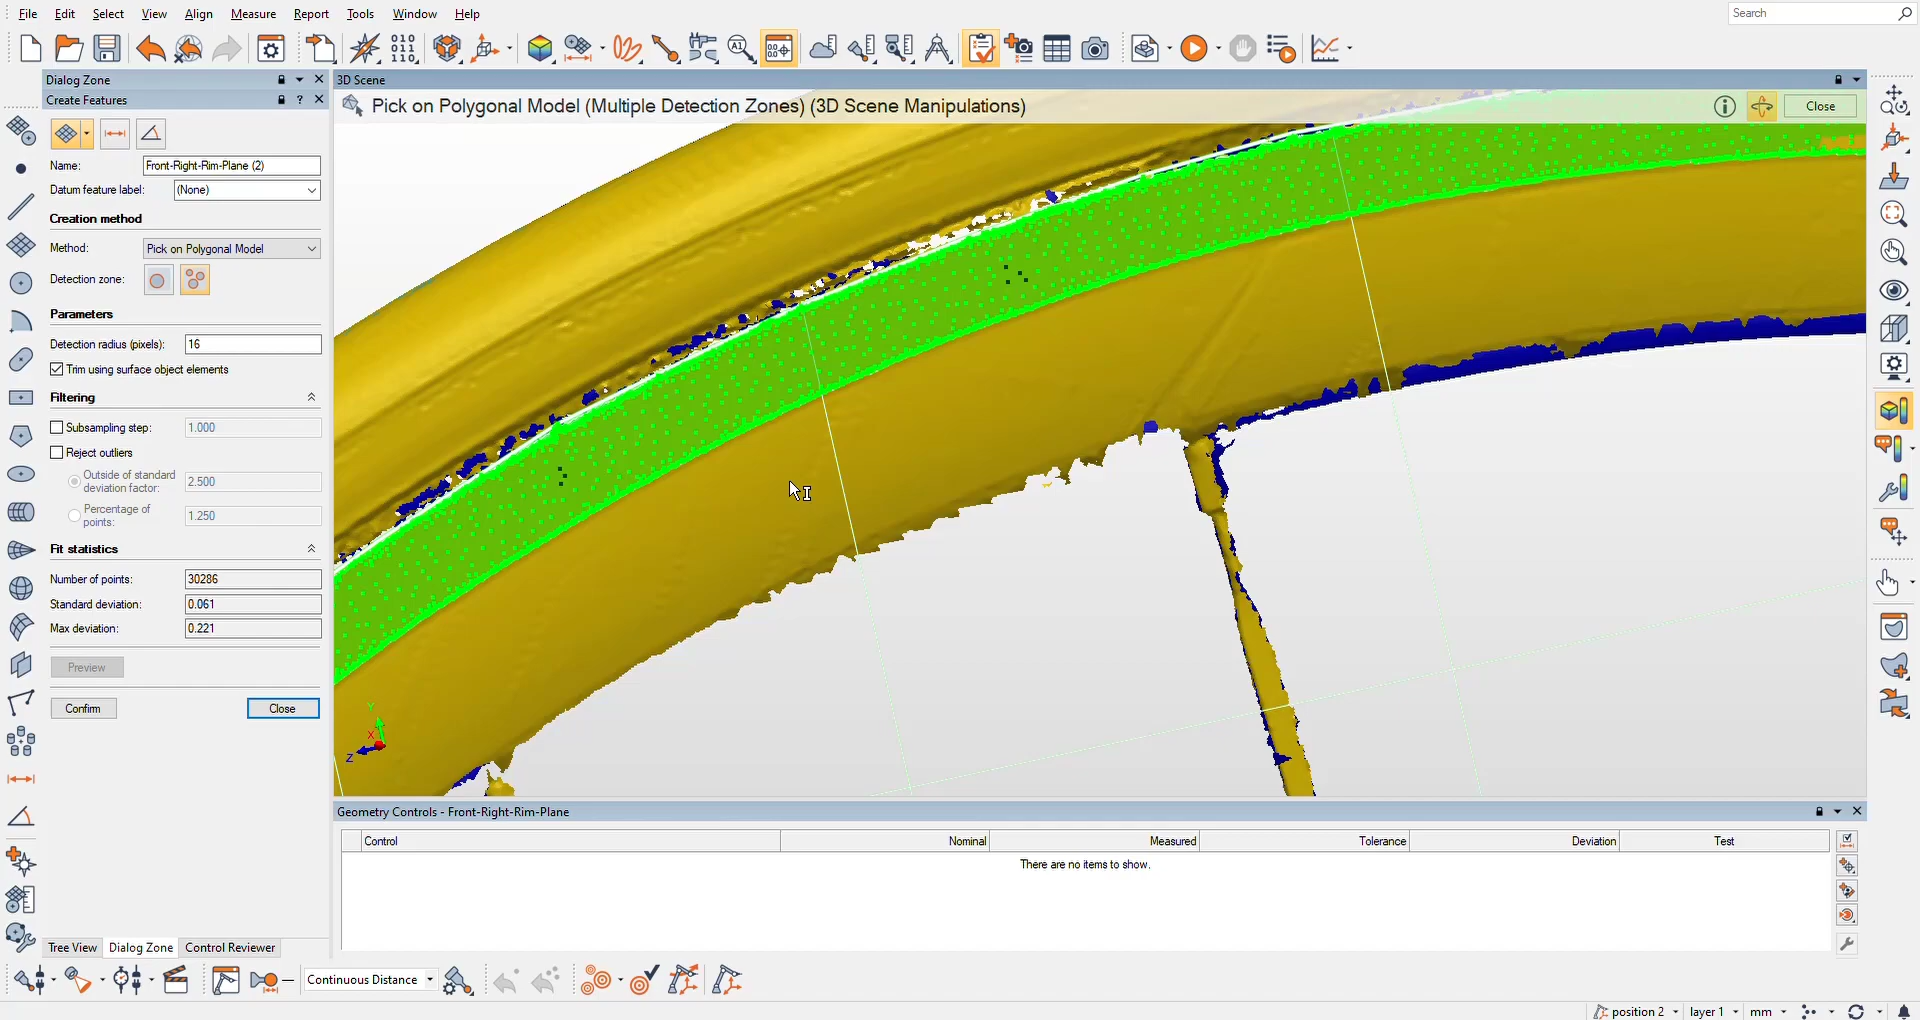 File Edit Select View Align Measure Report Tools Window Help
Search
Dialog Zone
3D Scene
Create Features
Pick on Polygonal Model (Multiple Detection Zones) (3D Scene Manipulations)
Close
Name: Front-Right-Rim-Plane (2)
Datum feature label: (None)
Creation method
Method: Pick on Polygonal Model
Detection zone:
Parameters
Detection radius (pixels): 16
Trim using surface object elements
Filtering
Subsampling step: 1.000
Reject outliers
Outside of standard deviation factor: 2.500
Percentage of points: 1.250
Fit statistics
Number of points: 30286
Standard deviation: 0.061
Max deviation: 0.221
Preview
Confirm Close
Y
X
Z
Geometry Controls - Front-Right-Rim-Plane
Control Nominal Measured Tolerance Deviation Test
There are no items to show.
Tree View Dialog Zone Control Reviewer
Continuous Distance
position 2 layer 1 mm